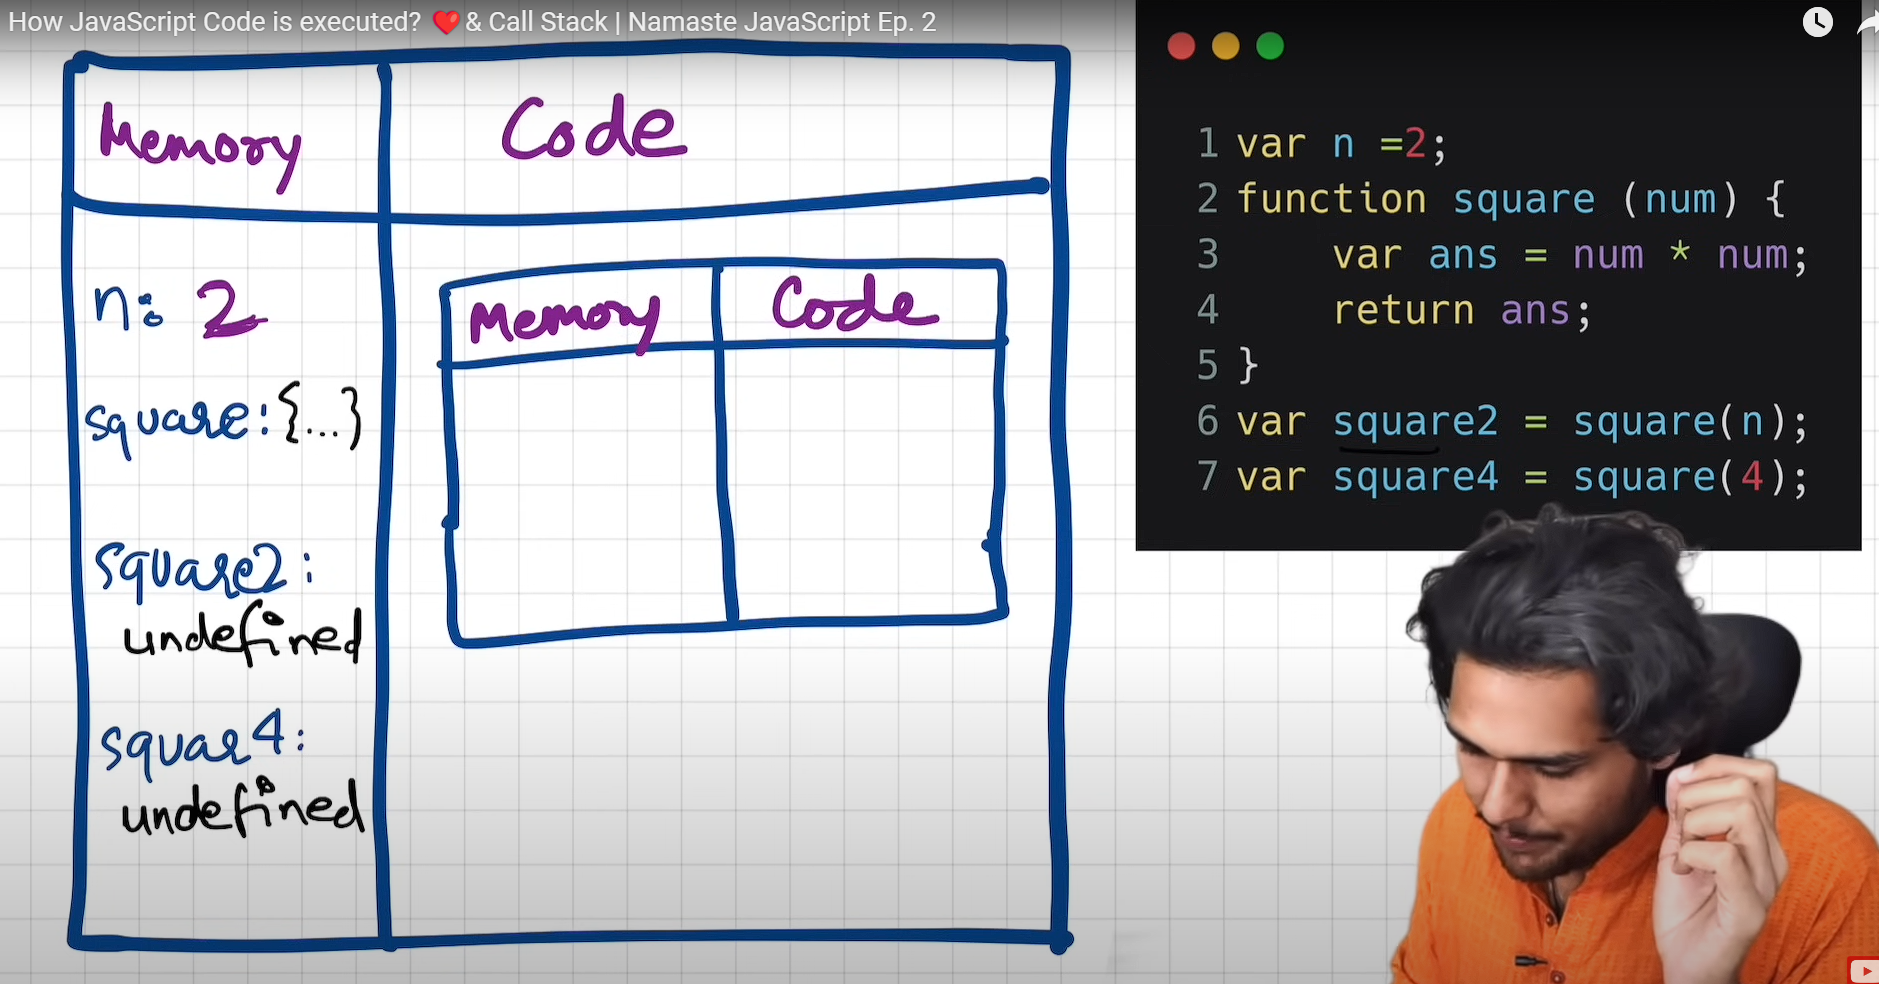 How JavaScript Code is executed? ❤️ & Call Stack | Namaste JavaScript Ep. 2
Memory Code
n: 2
square: {...}
square2:
undefined
squar4:
undefined
Memory Code
1 var n =2;
2 function square (num) {
3 var ans = num * num;
4 return ans;
5 }
6 var square2 = square(n);
7 var square4 = square(4);